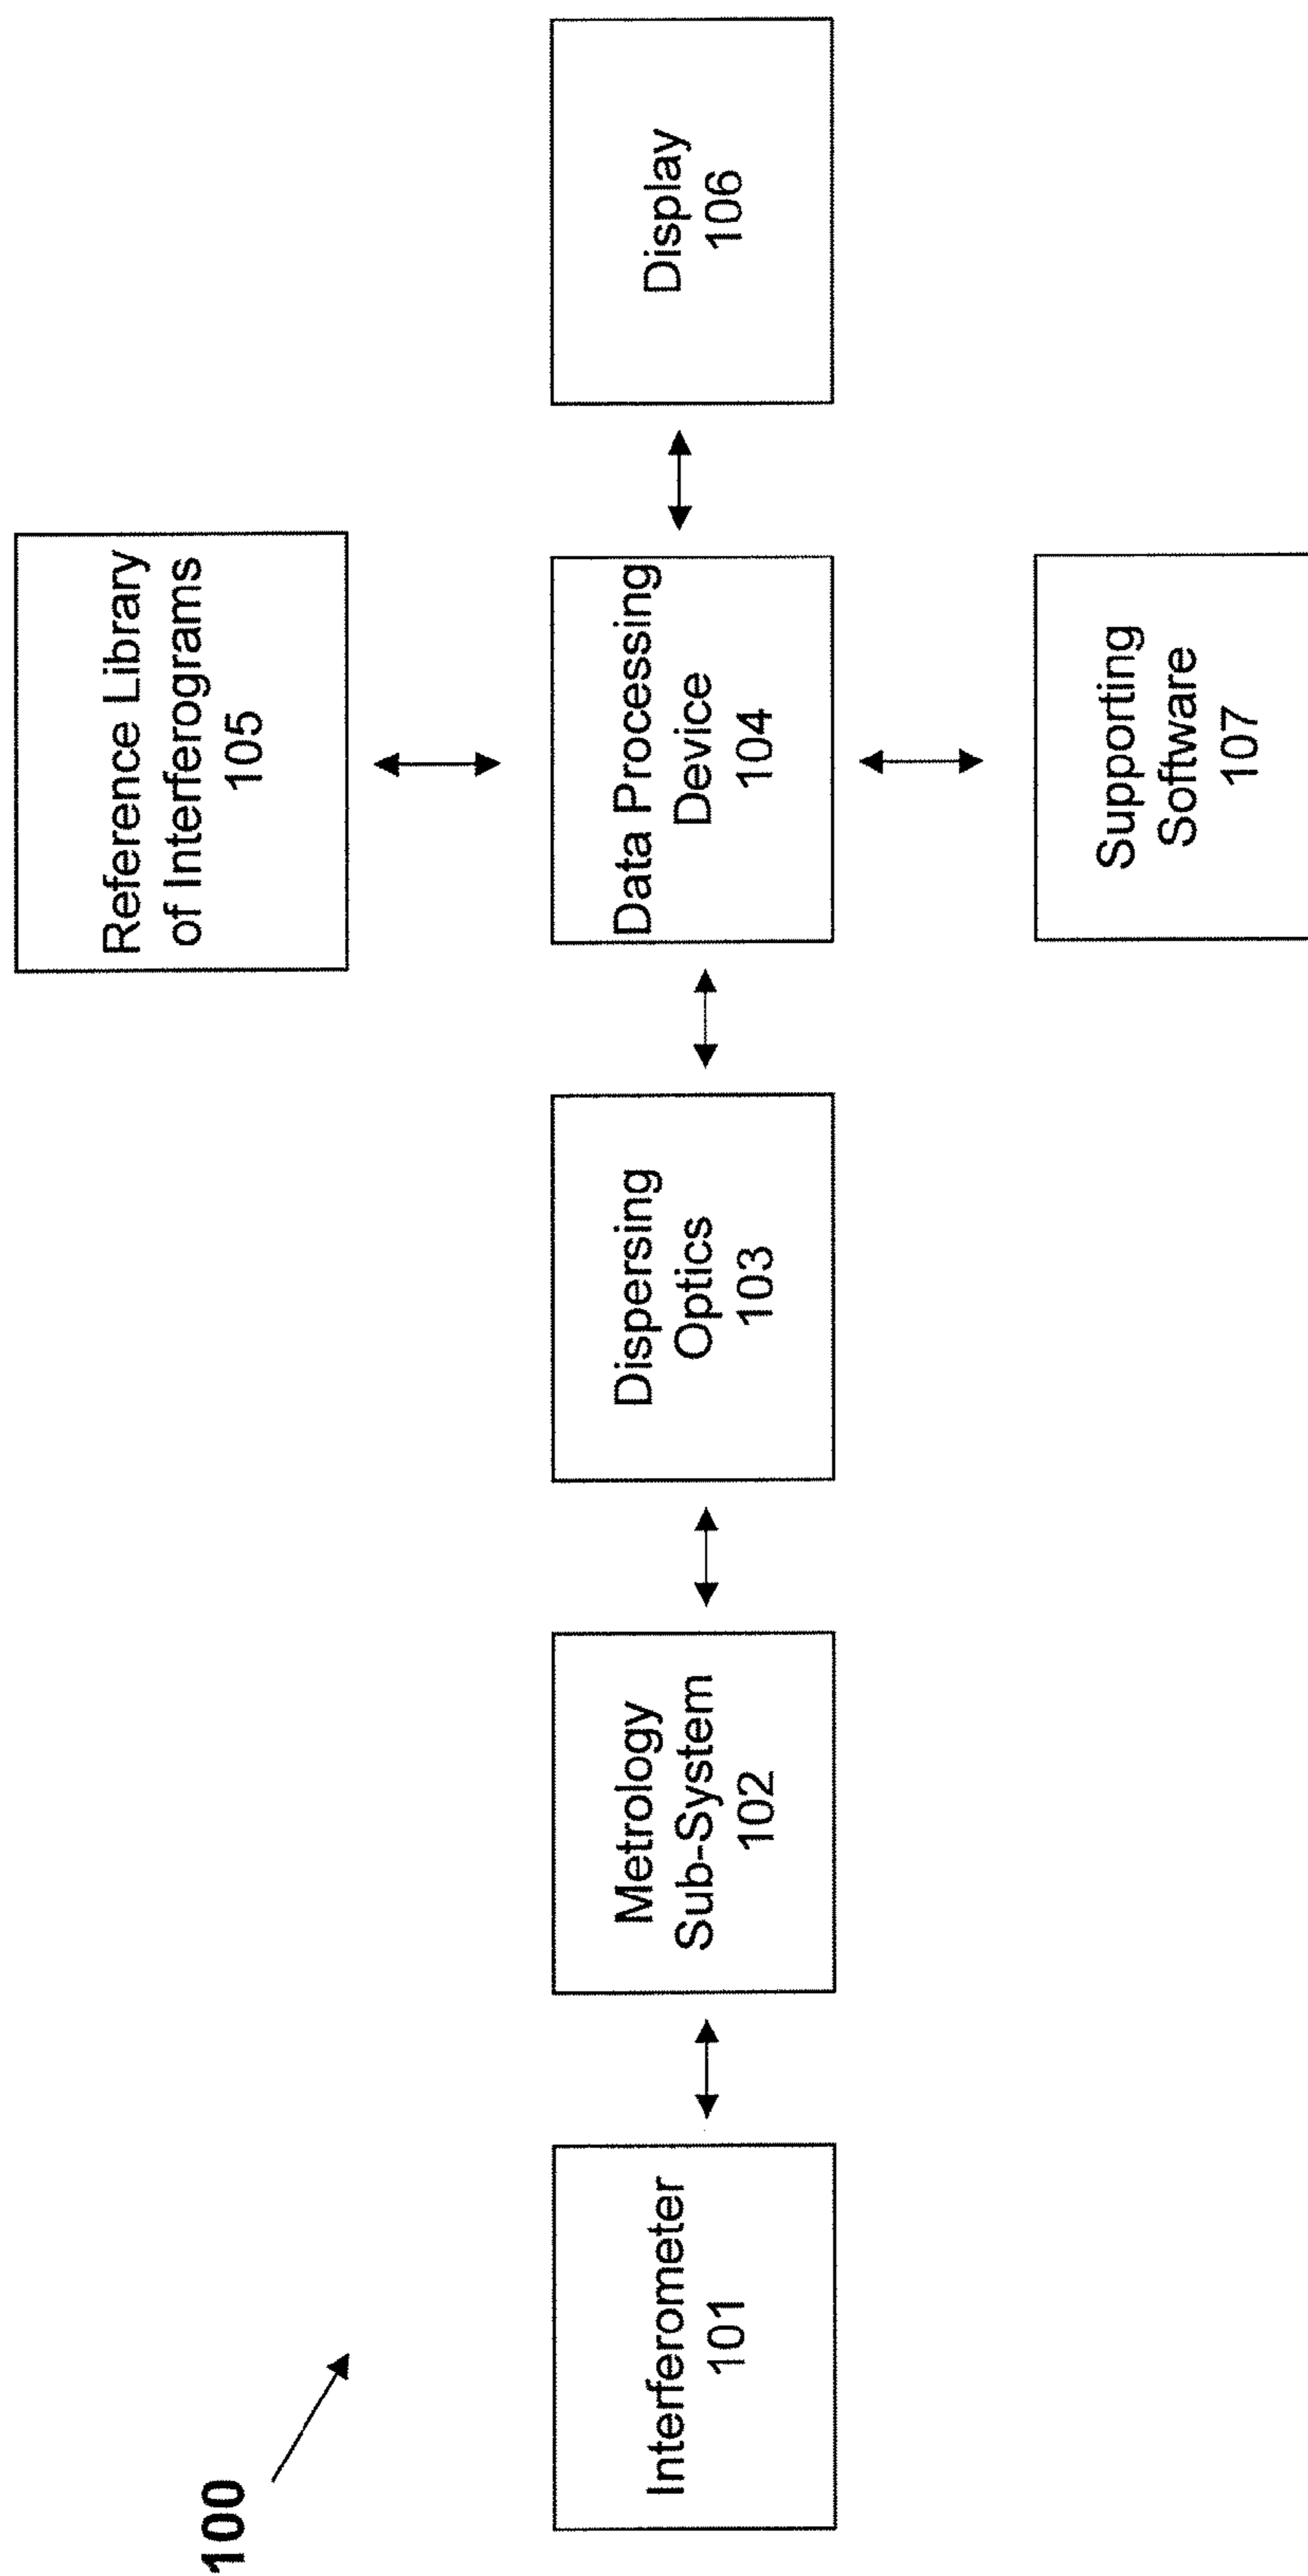 100
Reference Library
of Interferograms
105
Interferometer
101
Metrology
Sub-System
102
Dispersing
Optics
103
Data Processing
Device
104
Display
106
Supporting
Software
107